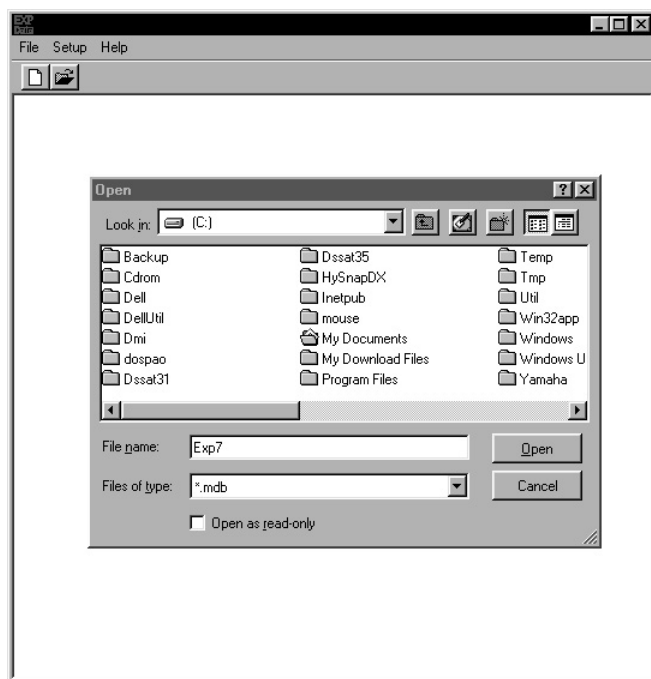 EXP
Data
File Setup Help
Open
Look in: (C:)
Backup Dssat35 Temp
Cdrom HySnapDX Tmp
Dell Inetpub Util
DellUtil mouse Win32app
Dmi My Documents Windows
dospao My Download Files Windows U
Dssat31 Program Files Yamaha
File name: Exp7 Open
Files of type: *.mdb Cancel
Open as read-only